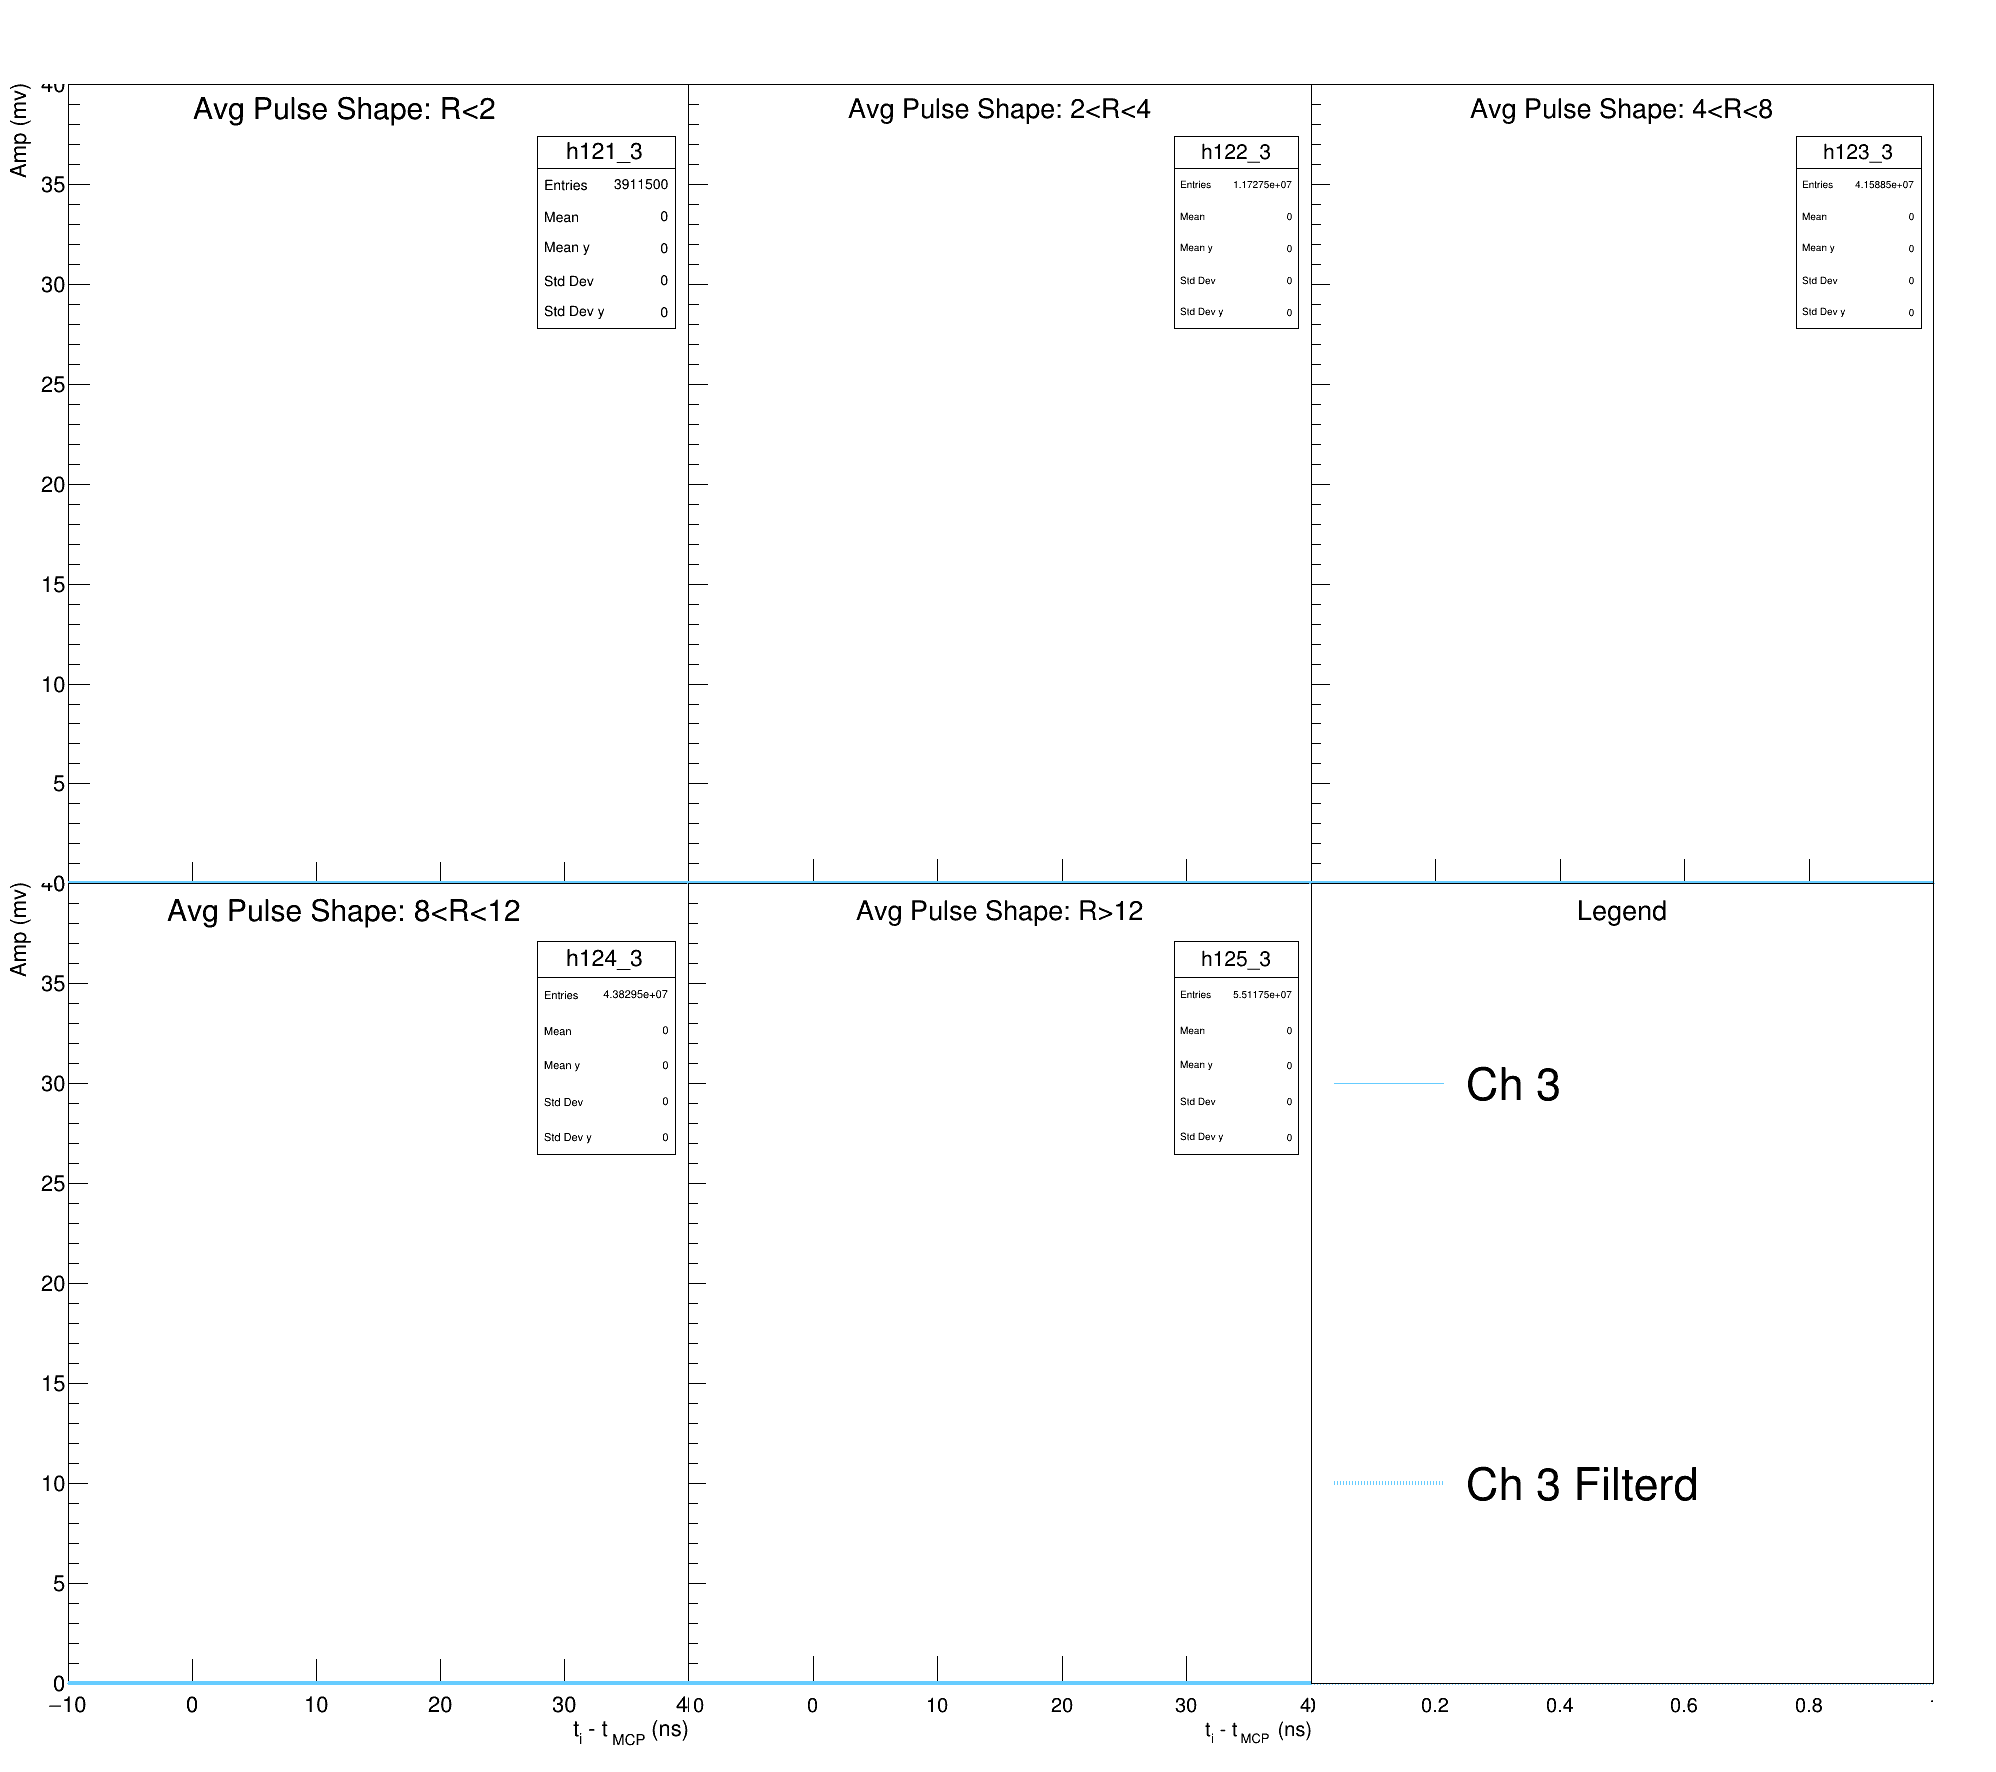 Amp (mv)
40
35
30
25
20
15
10
5
Avg Pulse Shape: R<2
h121_3
Entries 3911500
Mean 0
Mean y 0
Std Dev 0
Std Dev y 0
Avg Pulse Shape: 2<R<4
h122_3
Entries 1.17275e+07
Mean 0
Mean y 0
Std Dev 0
Std Dev y 0
Avg Pulse Shape: 4<R<8
h123_3
Entries 4.15885e+07
Mean 0
Mean y 0
Std Dev 0
Std Dev y 0
Amp (mv)
40
35
30
25
20
15
10
5
0
Avg Pulse Shape: 8<R<12
h124_3
Entries 4.38295e+07
Mean 0
Mean y 0
Std Dev 0
Std Dev y 0
−10 0 10 20 30 40
ti - t MCP (ns)
Avg Pulse Shape: R>12
h125_3
Entries 5.51175e+07
Mean 0
Mean y 0
Std Dev 0
Std Dev y 0
0 10 20 30
ti - t MCP (ns)
Legend
Ch 3
Ch 3 Filterd
0.2 0.4 0.6 0.8